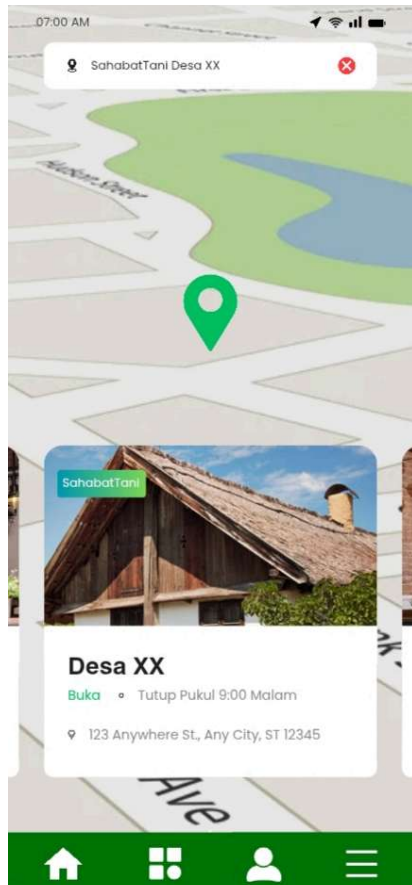 07:00 AM
SahabatTani Desa XX
Hudson Street
SahabatTani
Desa XX
Buka
Tutup Pukul 9:00 Malam
123 Anywhere St., Any City, ST 12345
Ave